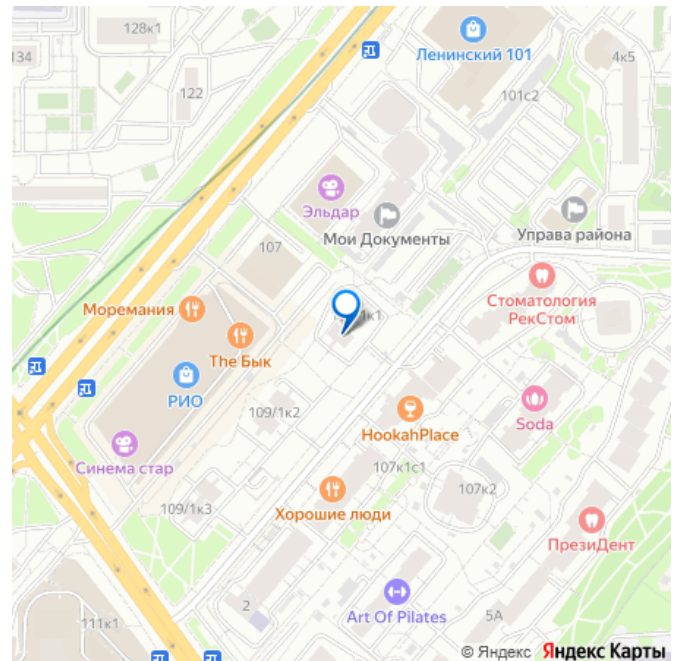 128к1
134
122
Ленинский 101
4к5
101с2
Эльдар
Мои Документы
Управа района
107
Стоматология
РекСтом
Моремания
1к1
The Бык
РИО
HookahPlace
Soda
109/1к2
Синема стар
107к1с1
107к2
109/1к3
Хорошие люди
ПрезиДент
2
Art Of Pilates
5А
111к1
© Яндекс Яндекс Карты